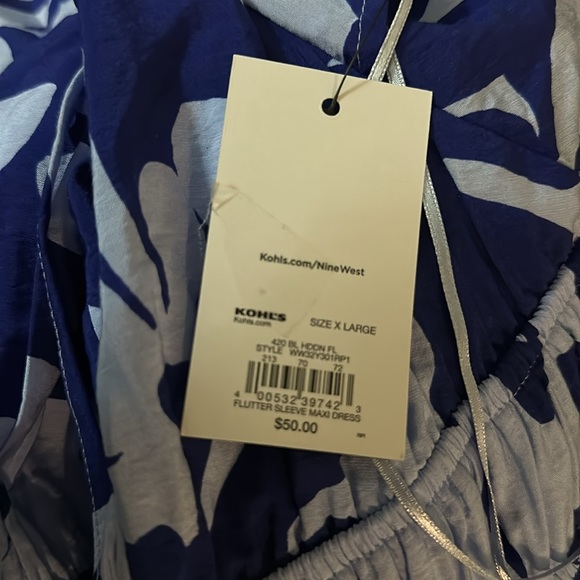 Kohls.com/NineWest
KOHL'S
Kohls.com
SIZE X LARGE
420 BL HDDN FL
STYLE WW32Y301RP1
213 70 72
4 00532 39742 3
FLUTTER SLEEVE MAXI DRESS
$50.00